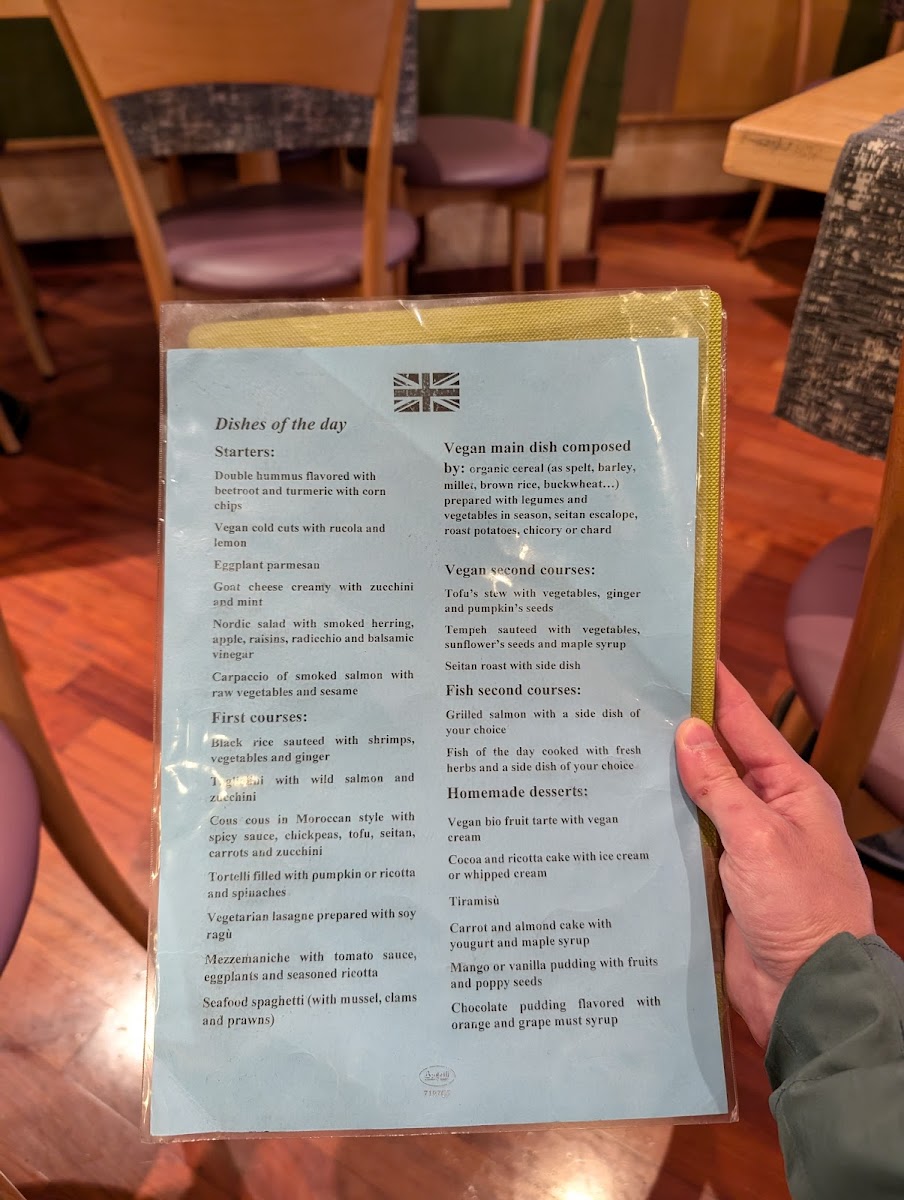 Dishes of the day
Starters:
Double hummus flavored with
beetroot and turmeric with corn
chips
Vegan cold cuts with rucola and
lemon
Eggplant parmesan
Goat cheese creamy with zucchini
and mint
Nordic salad with smoked herring,
apple, raisins, radicchio and balsamic
vinegar
Carpaccio of smoked salmon with
raw vegetables and sesame
First courses:
Black rice sauteed with shrimps,
vegetables and ginger
with wild salmon and
zucchini
Cous cous in Moroccan style with
spicy sauce, chickpeas, tofu, seitan,
carrots and zucchini
Tortelli filled with pumpkin or ricotta
and spinaches
Vegetarian lasagne prepared with soy
ragù
Mezzemaniche with tomato sauce,
eggplants and seasoned ricotta
Seafood spaghetti (with mussel, clams
and prawns)
Vegan main dish composed
by: organic cereal (as spelt, barley,
millet, brown rice, buckwheat...)
prepared with legumes and
vegetables in season, seitan escalope,
roast potatoes, chicory or chard
Vegan second courses:
Tofu's stew with vegetables, ginger
and pumpkin's seeds
Tempeh sauteed with vegetables,
sunflower's seeds and maple syrup
Seitan roast with side dish
Fish second courses:
Grilled salmon with a side dish of
your choice
Fish of the day cooked with fresh
herbs and a side dish of your choice
Homemade desserts:
Vegan bio fruit tarte with vegan
cream
Cocoa and ricotta cake with ice cream
or whipped cream
Tiramisù
Carrot and almond cake with
yougurt and maple syrup
Mango or vanilla pudding with fruits
and poppy seeds
Chocolate pudding flavored with
orange and grape must syrup